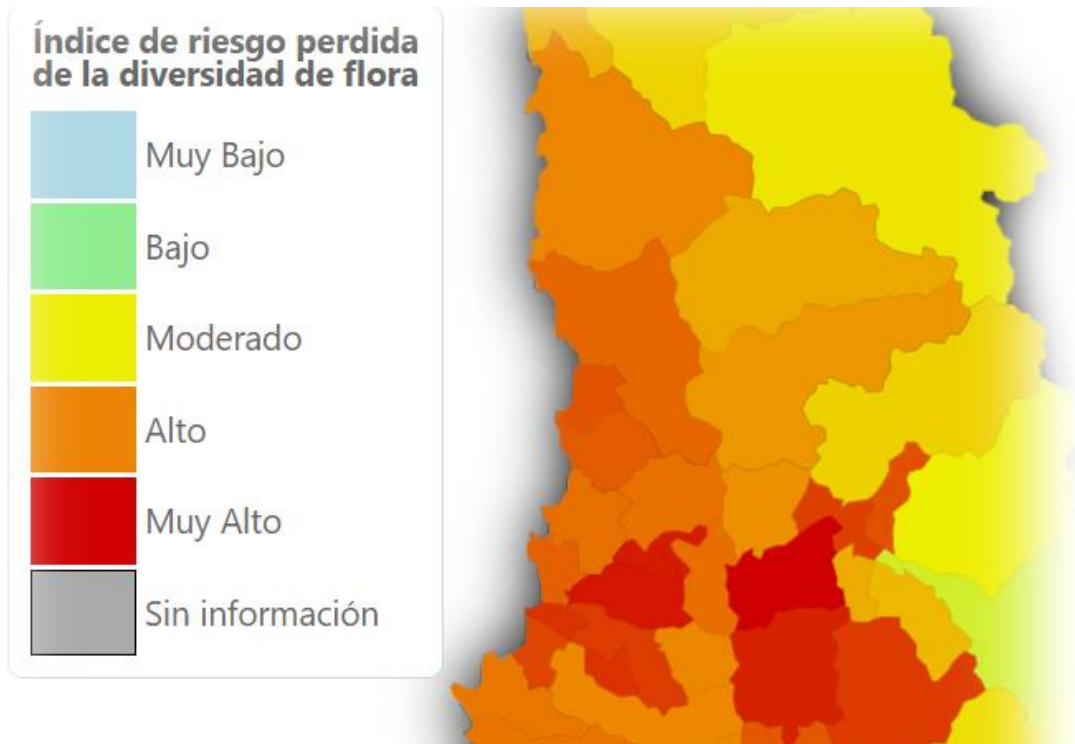 Índice de riesgo perdida
de la diversidad de flora
Muy Bajo
Bajo
Moderado
Alto
Muy Alto
Sin información